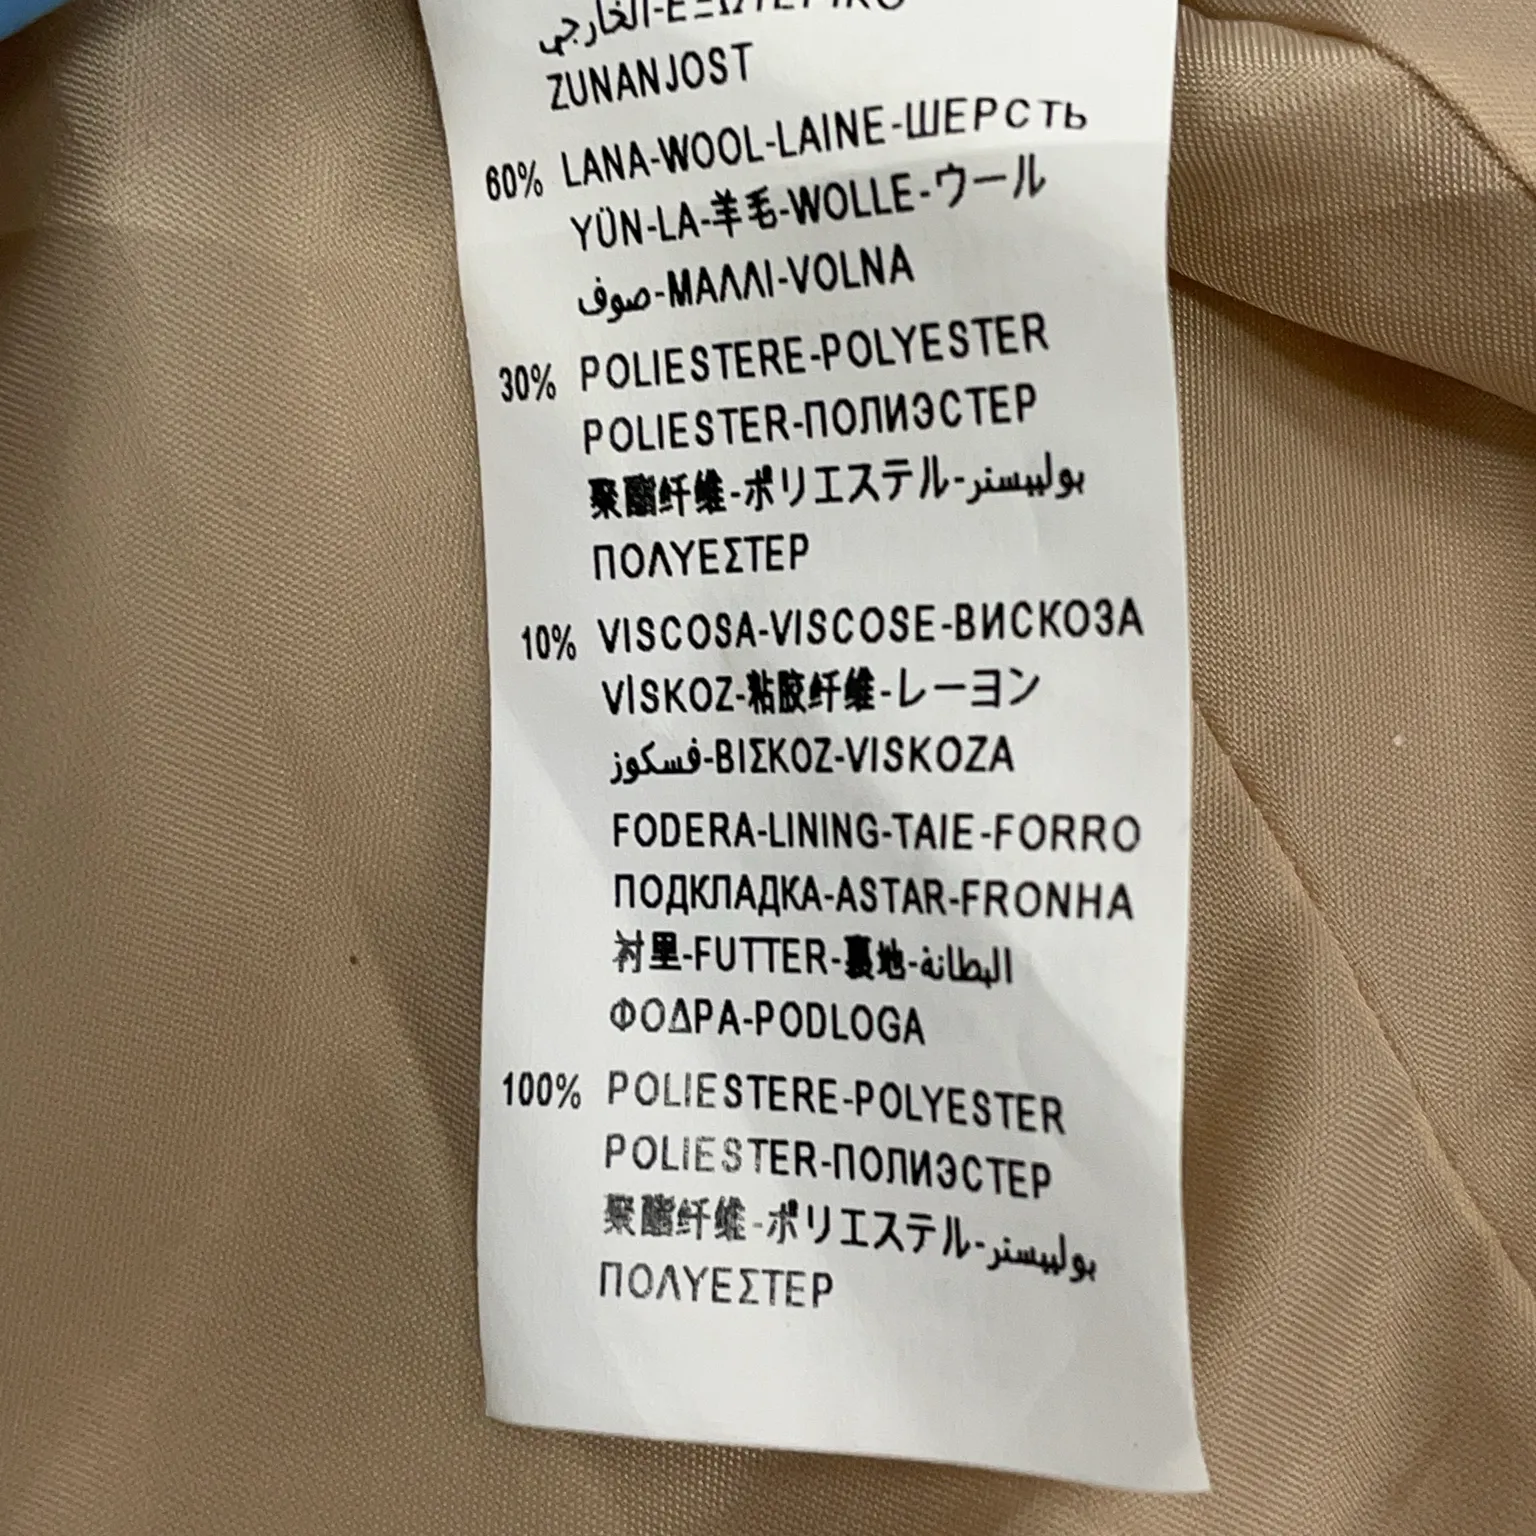 الخارجي-ΕΞΩΤΕΡΙΚΟ
ZUNANJOST
60% LANA-WOOL-LAINE-ШЕРСТЬ
YÜN-LA-羊毛-WOLLE-ウール
صوف-ΜΑΛΛΙ-VOLNA
30% POLIESTERE-POLYESTER
POLIESTER-ПОЛИЭСТЕР
聚酯纤维-ポリエステル-بولييستر
ΠΟΛΥΕΣΤΕΡ
10% VISCOSA-VISCOSE-ВИСКОЗА
VİSKOZ-粘胶纤维-レーヨン
فسكوز-ΒΙΣΚΟΖ-VISKOZA
FODERA-LINING-TAIE-FORRO
ПОДКЛАДКА-ASTAR-FRONHA
衬里-FUTTER-裏地-البطانة
ΦΟΔΡΑ-PODLOGA
100% POLIESTERE-POLYESTER
POLIESTER-ПОЛИЭСТЕР
聚酯纤维-ポリエステル-بولييستر
ΠΟΛΥΕΣΤΕΡ